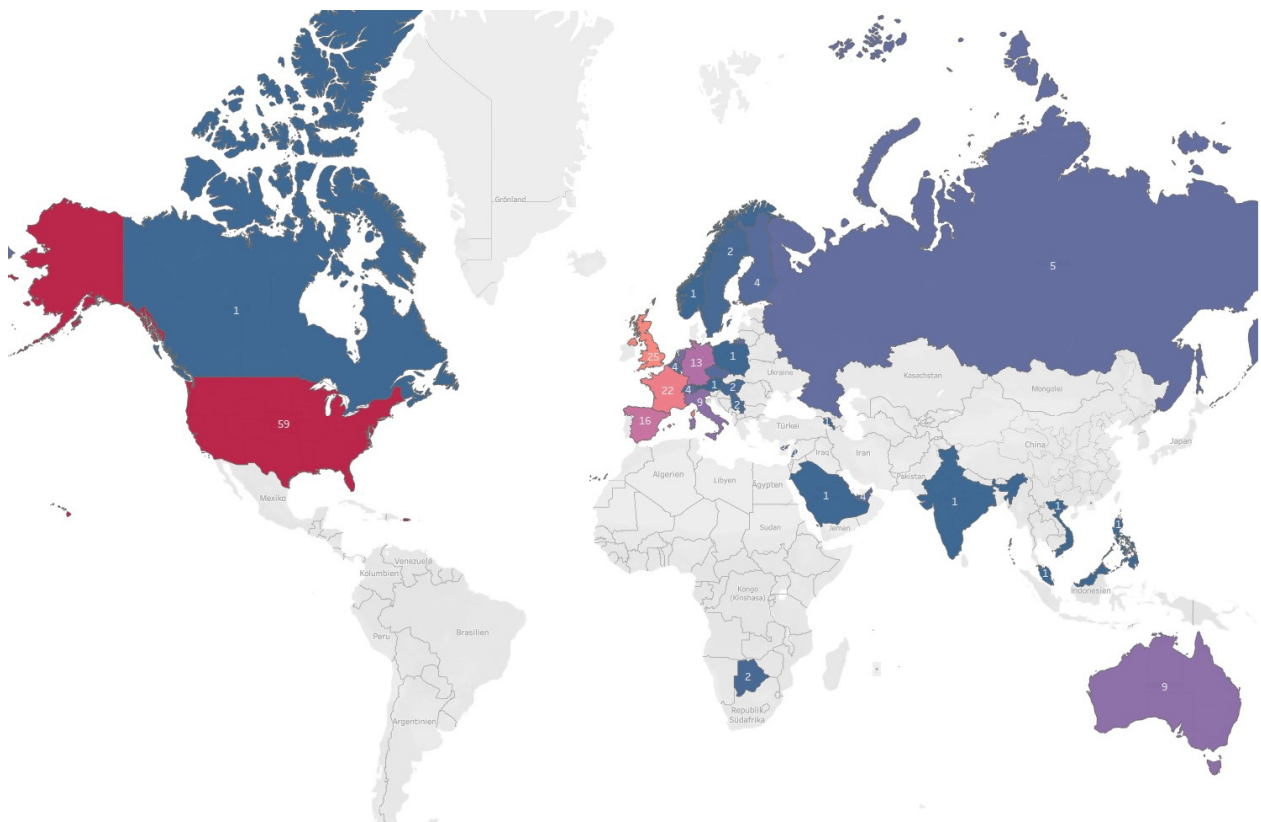 Grönland
2
5
1
4
1
25
4
13
1
Ukraine
Kasachstan
Mongolei
22
4
1
2
9
2
59
16
1
Türkei
China
Japan
Iraq
Iran
Algerien
Libyen
Ägypten
Pakistan
Mexiko
1
1
1
1
Jemen
Sudan
Venezuela
Kolumbien
1
Indonesien
Kongo
(Kinshasa)
Peru
Brasilien
2
9
Republik
Südafrika
Argentinien